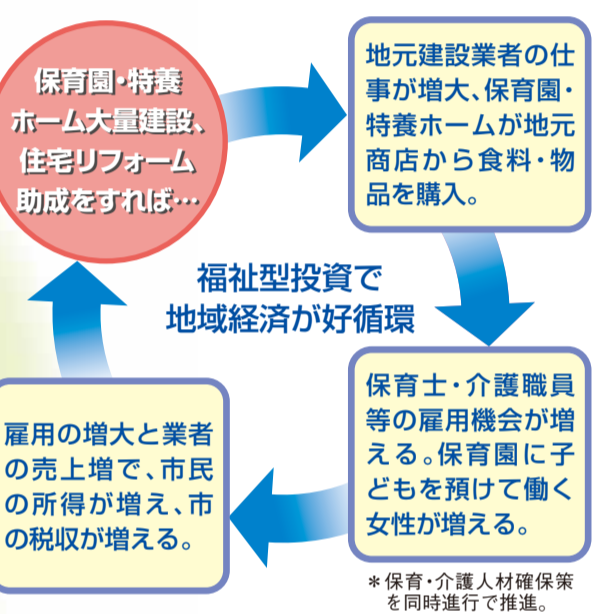 保育園・特養
ホーム大量建設、
住宅リフォーム
助成をすれば…
地元建設業者の仕
事が増大、保育園・
特養ホームが地元
商店から食料・物
品を購入。
福祉型投資で
地域経済が好循環
保育士・介護職員
等の雇用機会が増
える。保育園に子
どもを預けて働く
女性が増える。
＊保育・介護人材確保策
を同時進行で推進。
雇用の増大と業者
の売上増で、市民
の所得が増え、市
の税収が増える。